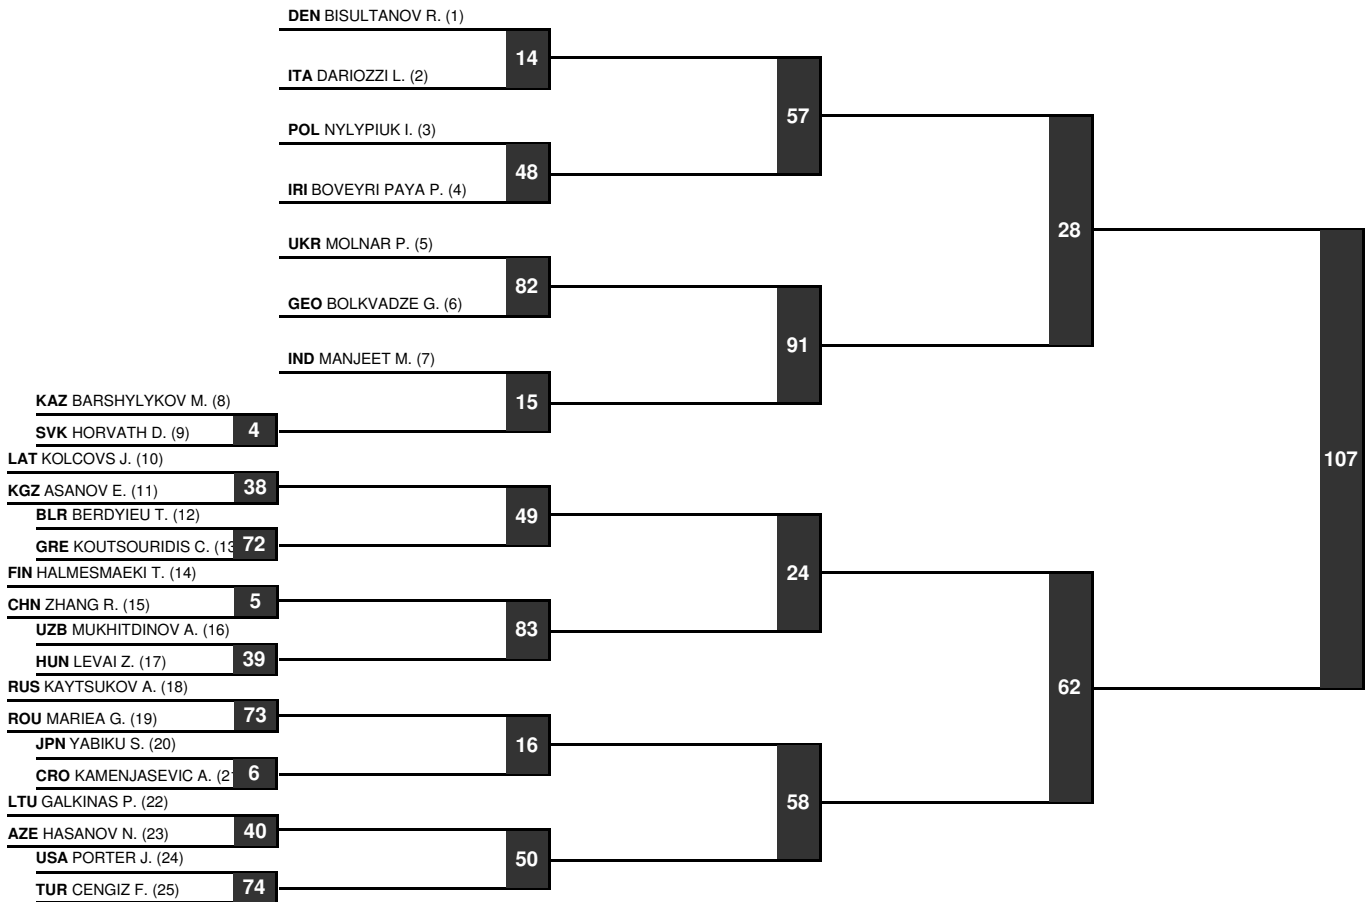 DEN BISULTANOV R. (1)
14
ITA DARIOZZI L. (2)
57
POL NYLYPIUK I. (3)
48
IRI BOVEYRI PAYA P. (4)
28
UKR MOLNAR P. (5)
82
GEO BOLKVADZE G. (6)
91
IND MANJEET M. (7)
15
KAZ BARSHYLYKOV M. (8)
4
SVK HORVATH D. (9)
107
LAT KOLCOVS J. (10)
38
KGZ ASANOV E. (11)
BLR BERDYIEU T. (12)
49
72
GRE KOUTSOURIDIS C. (13
24
FIN HALMESMAEKI T. (14)
5
CHN ZHANG R. (15)
UZB MUKHITDINOV A. (16)
83
39
HUN LEVAI Z. (17)
62
RUS KAYTSUKOV A. (18)
73
ROU MARIEA G. (19)
JPN YABIKU S. (20)
16
6
CRO KAMENJASEVIC A. (21
58
LTU GALKINAS P. (22)
40
AZE HASANOV N. (23)
USA PORTER J. (24)
50
74
TUR CENGIZ F. (25)